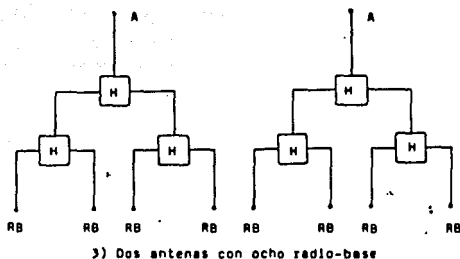 A A
H H
H H H H
RB RB RB RB RB RB RB RB
3) Dos antenas con ocho radio-base